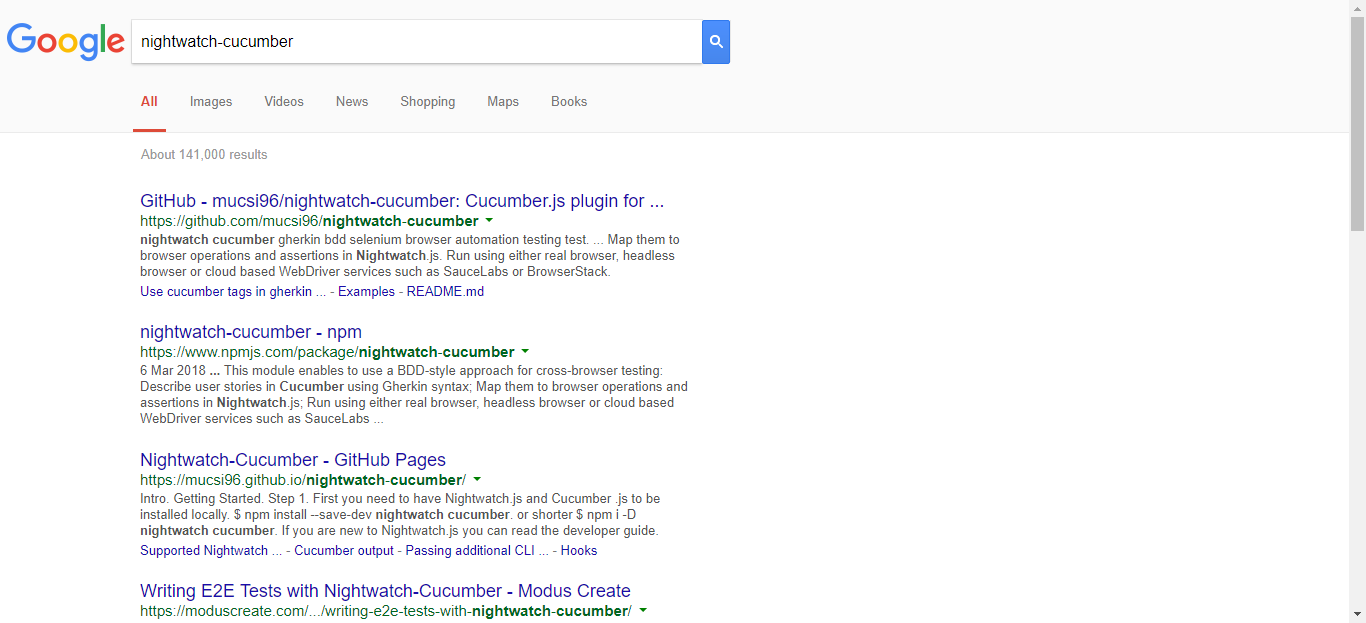 Google nightwatch-cucumber
All Images Videos News Shopping Maps Books
About 141,000 results
GitHub - mucsi96/nightwatch-cucumber: Cucumber.js plugin for ...
https://github.com/mucsi96/nightwatch-cucumber
nightwatch cucumber gherkin bdd selenium browser automation testing test. ... Map them to
browser operations and assertions in Nightwatch.js. Run using either real browser, headless
browser or cloud based WebDriver services such as SauceLabs or BrowserStack.
Use cucumber tags in gherkin ... - Examples - README.md
nightwatch-cucumber - npm
https://www.npmjs.com/package/nightwatch-cucumber
6 Mar 2018 ... This module enables to use a BDD-style approach for cross-browser testing:
Describe user stories in Cucumber using Gherkin syntax; Map them to browser operations and
assertions in Nightwatch.js; Run using either real browser, headless browser or cloud based
WebDriver services such as SauceLabs ...
Nightwatch-Cucumber - GitHub Pages
https://mucsi96.github.io/nightwatch-cucumber/
Intro. Getting Started. Step 1. First you need to have Nightwatch.js and Cucumber .js to be
installed locally. $ npm install --save-dev nightwatch cucumber. or shorter $ npm i -D
nightwatch cucumber. If you are new to Nightwatch.js you can read the developer guide.
Supported Nightwatch ... - Cucumber output - Passing additional CLI ... - Hooks
Writing E2E Tests with Nightwatch-Cucumber - Modus Create
https://moduscreate.com/.../writing-e2e-tests-with-nightwatch-cucumber/